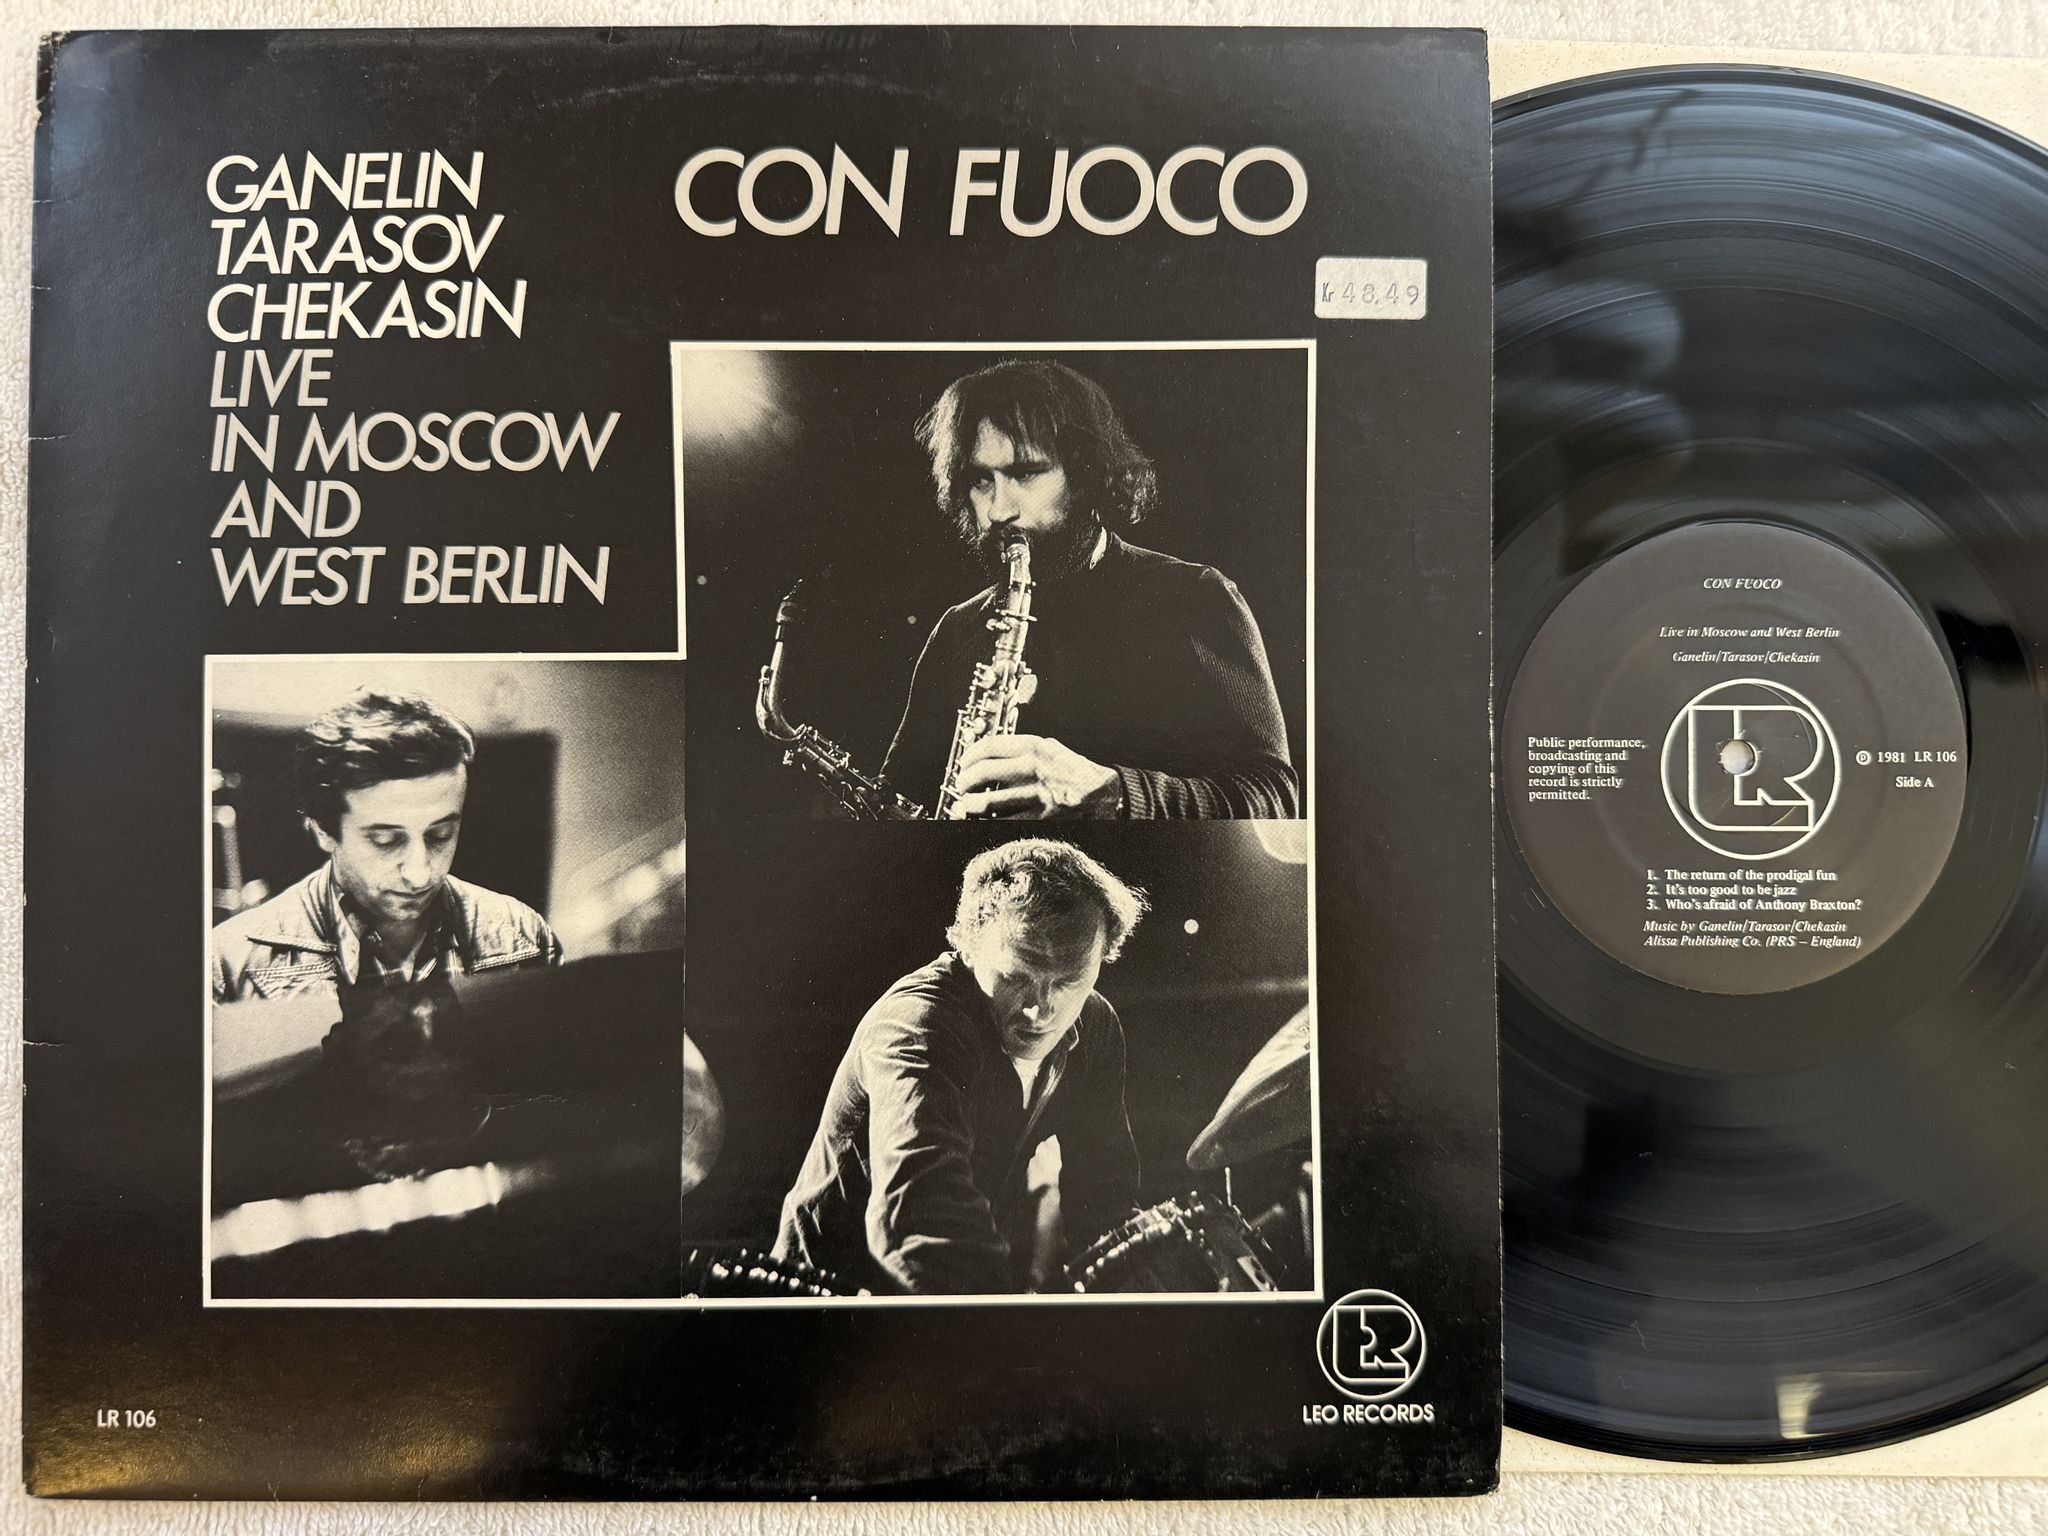 GANELIN
TARASOV
CHEKASIN
LIVE
IN MOSCOW
AND
WEST BERLIN
CON FUOCO
Kr 48.49
LR
LEO RECORDS
LR 106
CON FUOCO
Live in Moscow and West Berlin
Ganelin/Tarasov/Chekasin
LR
Public performance,
broadcasting and
copying of this
record is strictly
permitted.
℗ 1981 LR 106
Side A
1. The return of the prodigal fun
2. It's too good to be jazz
3. Who's afraid of Anthony Braxton?
Music by Ganelin/Tarasov/Chekasin
Alissa Publishing Co. (PRS – England)